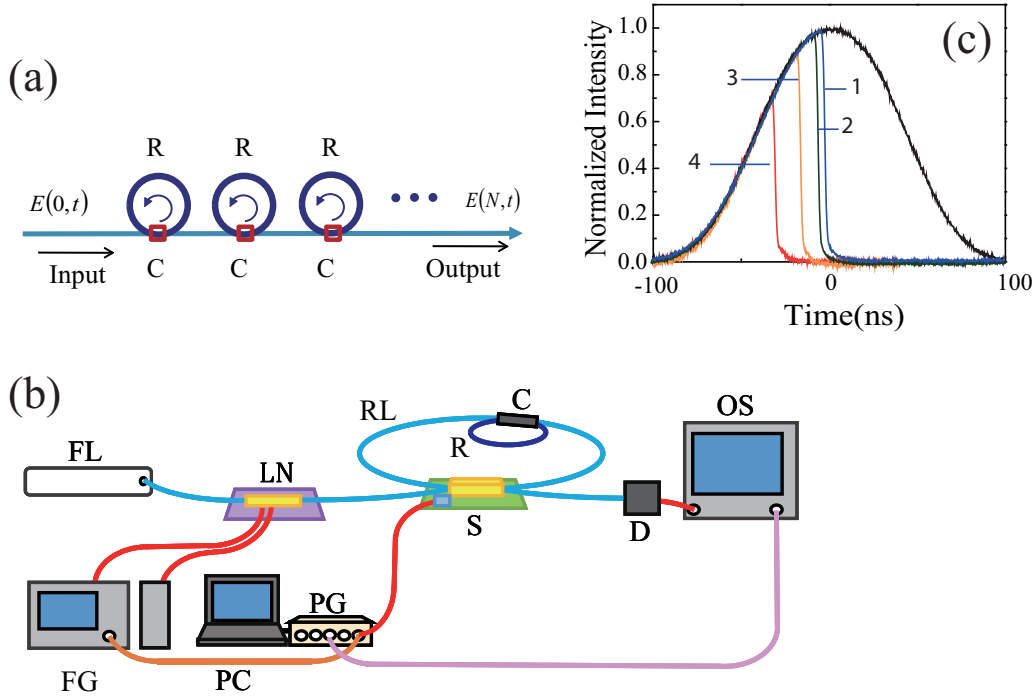 (a)
R R R
E(0,t) E(N,t)
Input C C C Output
(c)
Normalized Intensity
1.0
0.8
0.6
0.4
0.2
0.0
3
1
2
4
-100 0 100
Time(ns)
(b)
FL
LN
RL
C
R
S
D
OS
FG
PC
PG